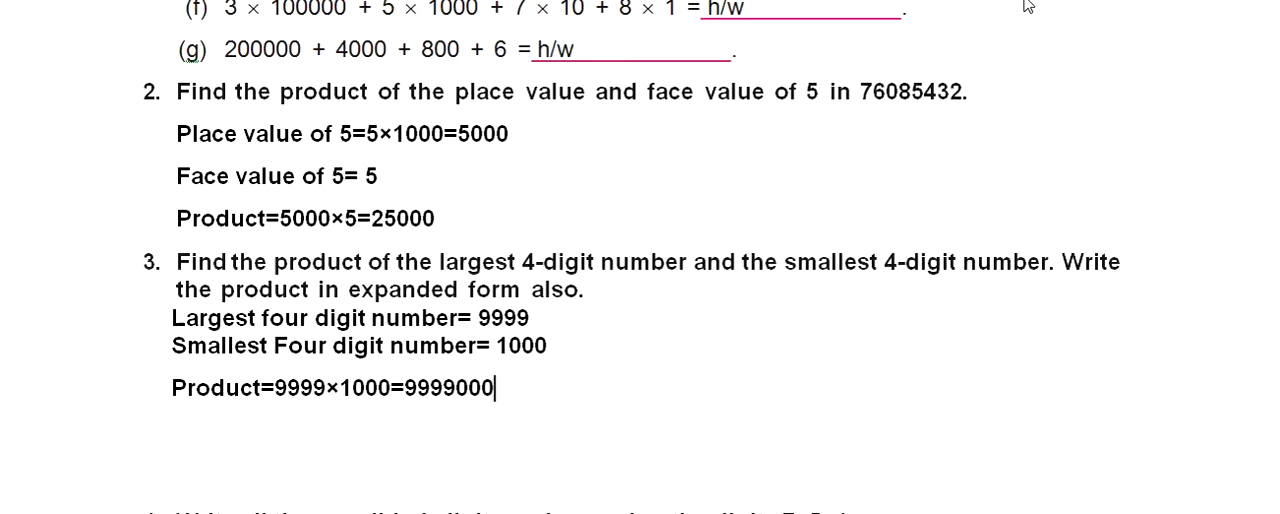 (f) 3 × 100000 + 5 × 1000 + 7 × 10 + 8 × 1 = h/w .
(g) 200000 + 4000 + 800 + 6 = h/w .
2. Find the product of the place value and face value of 5 in 76085432.
Place value of 5=5×1000=5000
Face value of 5= 5
Product=5000×5=25000
3. Find the product of the largest 4-digit number and the smallest 4-digit number. Write
the product in expanded form also.
Largest four digit number= 9999
Smallest Four digit number= 1000
Product=9999×1000=9999000